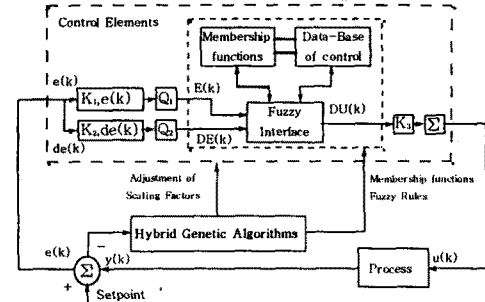 Control Elements
Membership
functions
Data-Base
of control
e(k)
K₁,e(k)
Q₁
E(k)
Fuzzy
Interface
DU(k)
K₃
Σ
K₂,de(k)
Q₂
DE(k)
de(k)
Adjustment of
Scaling Factors
Membership functions
Fuzzy Rules
Hybrid Genetic Algorithms
e(k)
−
Σ
+
y(k)
Process
u(k)
Setpoint